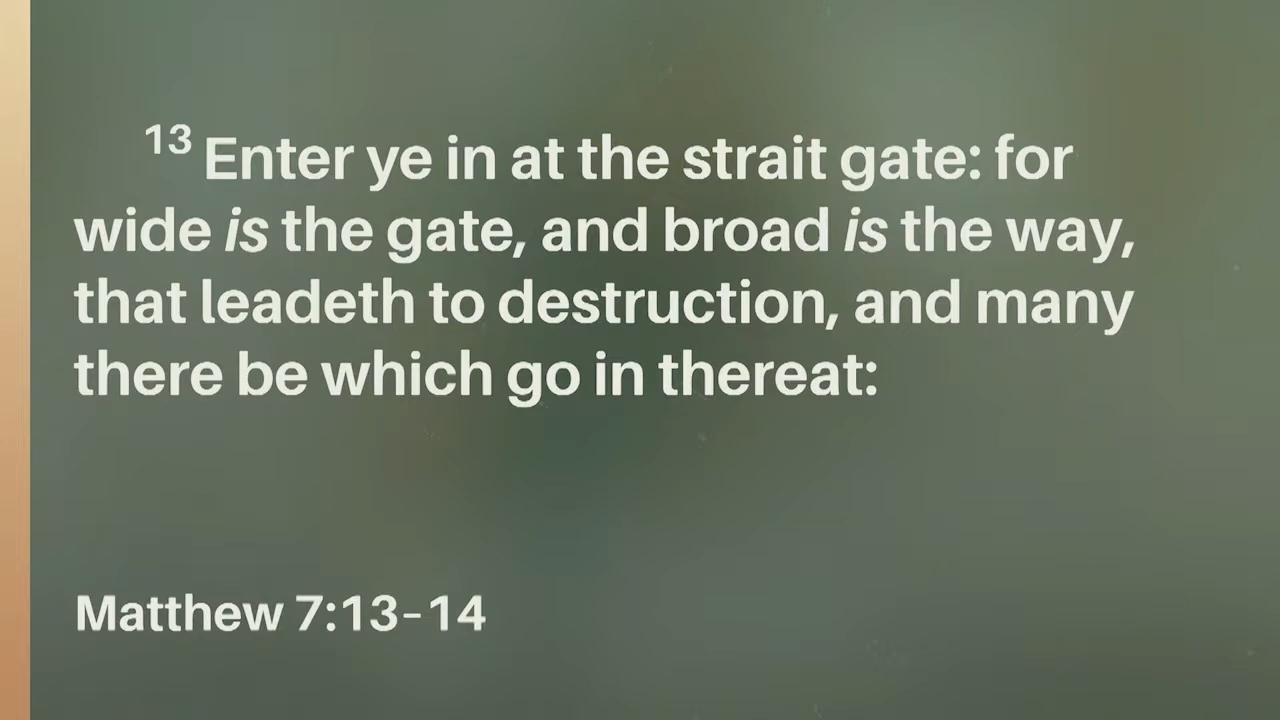 13 Enter ye in at the strait gate: for
wide is the gate, and broad is the way,
that leadeth to destruction, and many
there be which go in thereat:
Matthew 7:13–14